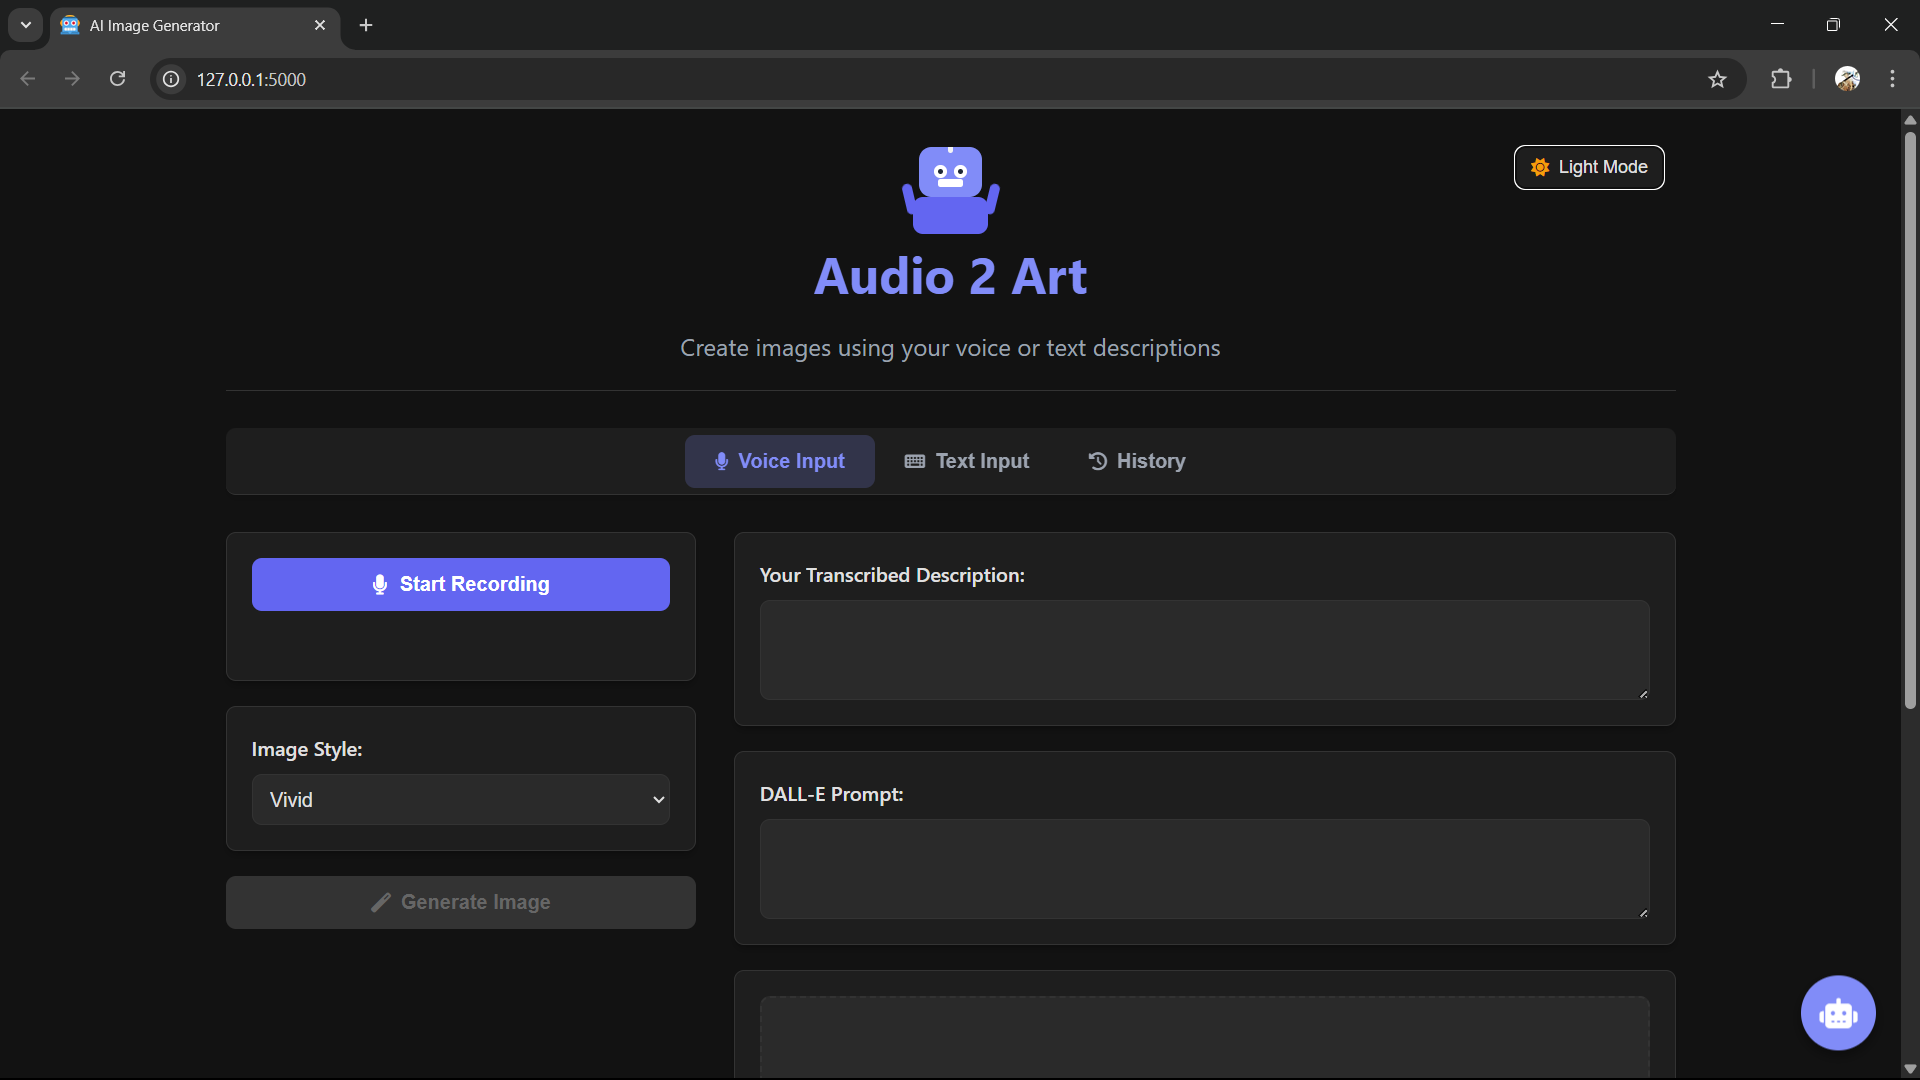 AI Image Generator
127.0.0.1:5000
Light Mode
Audio 2 Art
Create images using your voice or text descriptions
Voice Input
Text Input
History
Start Recording
Your Transcribed Description:
Image Style:
Vivid
DALL-E Prompt:
Generate Image